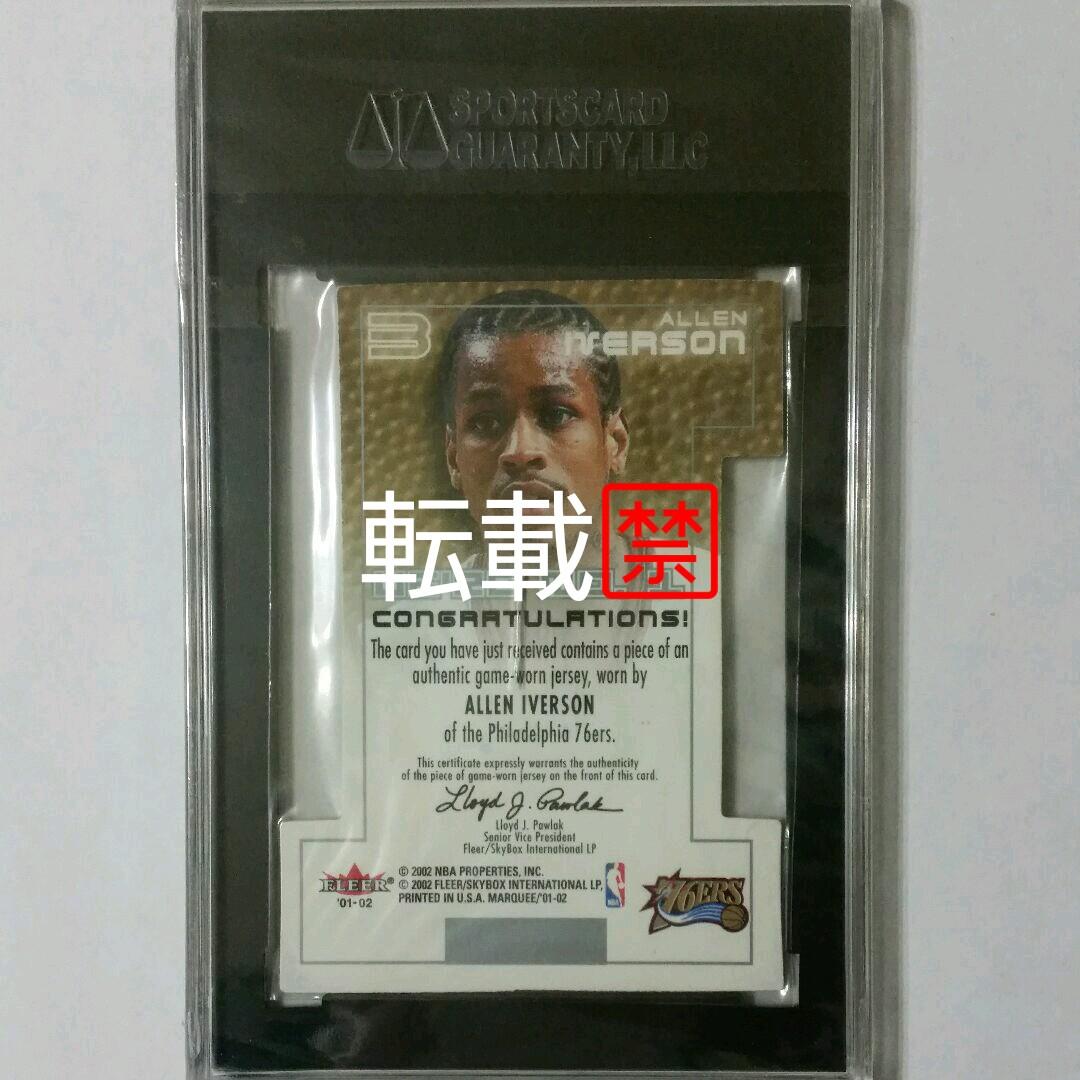 SPORTSCARD
GUARANTY, LLC
3
ALLEN
IVERSON
転載禁
CONGRATULATIONS!
The card you have just received contains a piece of an
authentic game-worn jersey, worn by
ALLEN IVERSON
of the Philadelphia 76ers.
This certificate expressly warrants the authenticity
of the piece of game-worn jersey on the front of this card.
Lloyd J. Pawlak
Lloyd J. Pawlak
Senior Vice President
Fleer/SkyBox International LP
FLEER®
'01-02
© 2002 NBA PROPERTIES, INC.
© 2002 FLEER/SKYBOX INTERNATIONAL LP,
PRINTED IN U.S.A. MARQUEE/'01-02
NBA
76ERS